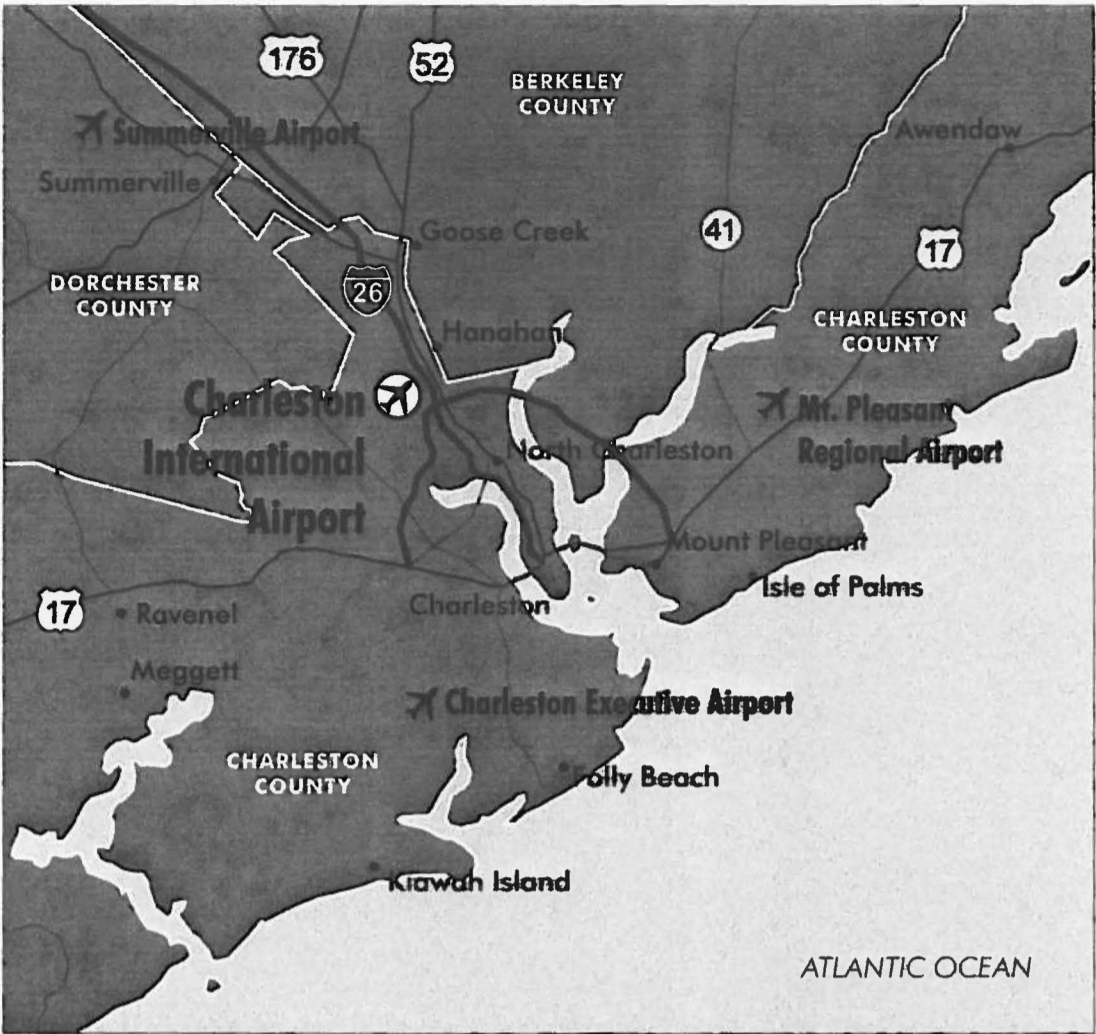 176
52
BERKELEY
COUNTY
Summerville Airport
Awendaw
Summerville
Goose Creek
41
17
DORCHESTER
COUNTY
26
CHARLESTON
COUNTY
Hanahan
Charleston
International
Airport
Mt. Pleasant
Regional Airport
North Charleston
Mount Pleasant
Isle of Palms
17
Ravenel
Charleston
Meggett
Charleston Executive Airport
CHARLESTON
COUNTY
Folly Beach
Kiawah Island
ATLANTIC OCEAN